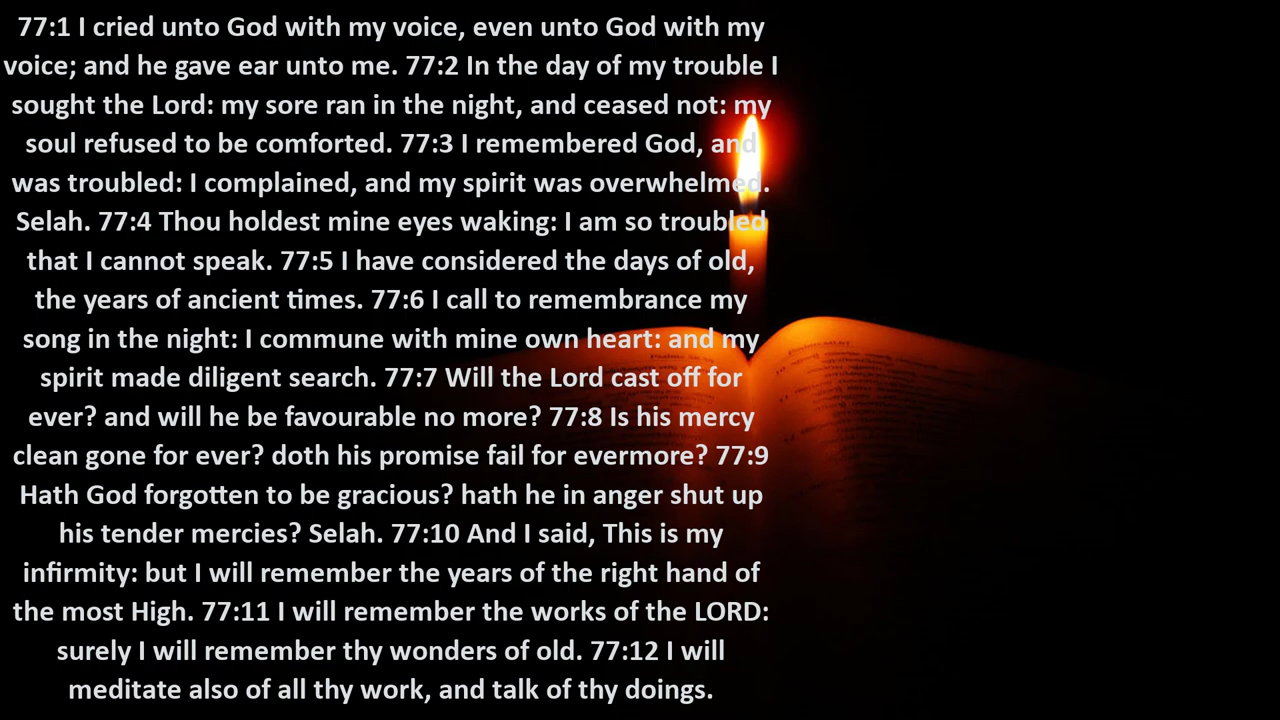 77:1 I cried unto God with my voice, even unto God with my
voice; and he gave ear unto me. 77:2 In the day of my trouble I
sought the Lord: my sore ran in the night, and ceased not: my
soul refused to be comforted. 77:3 I remembered God, and
was troubled: I complained, and my spirit was overwhelmed.
Selah. 77:4 Thou holdest mine eyes waking: I am so troubled
that I cannot speak. 77:5 I have considered the days of old,
the years of ancient times. 77:6 I call to remembrance my
song in the night: I commune with mine own heart: and my
spirit made diligent search. 77:7 Will the Lord cast off for
ever? and will he be favourable no more? 77:8 Is his mercy
clean gone for ever? doth his promise fail for evermore? 77:9
Hath God forgotten to be gracious? hath he in anger shut up
his tender mercies? Selah. 77:10 And I said, This is my
infirmity: but I will remember the years of the right hand of
the most High. 77:11 I will remember the works of the LORD:
surely I will remember thy wonders of old. 77:12 I will
meditate also of all thy work, and talk of thy doings.